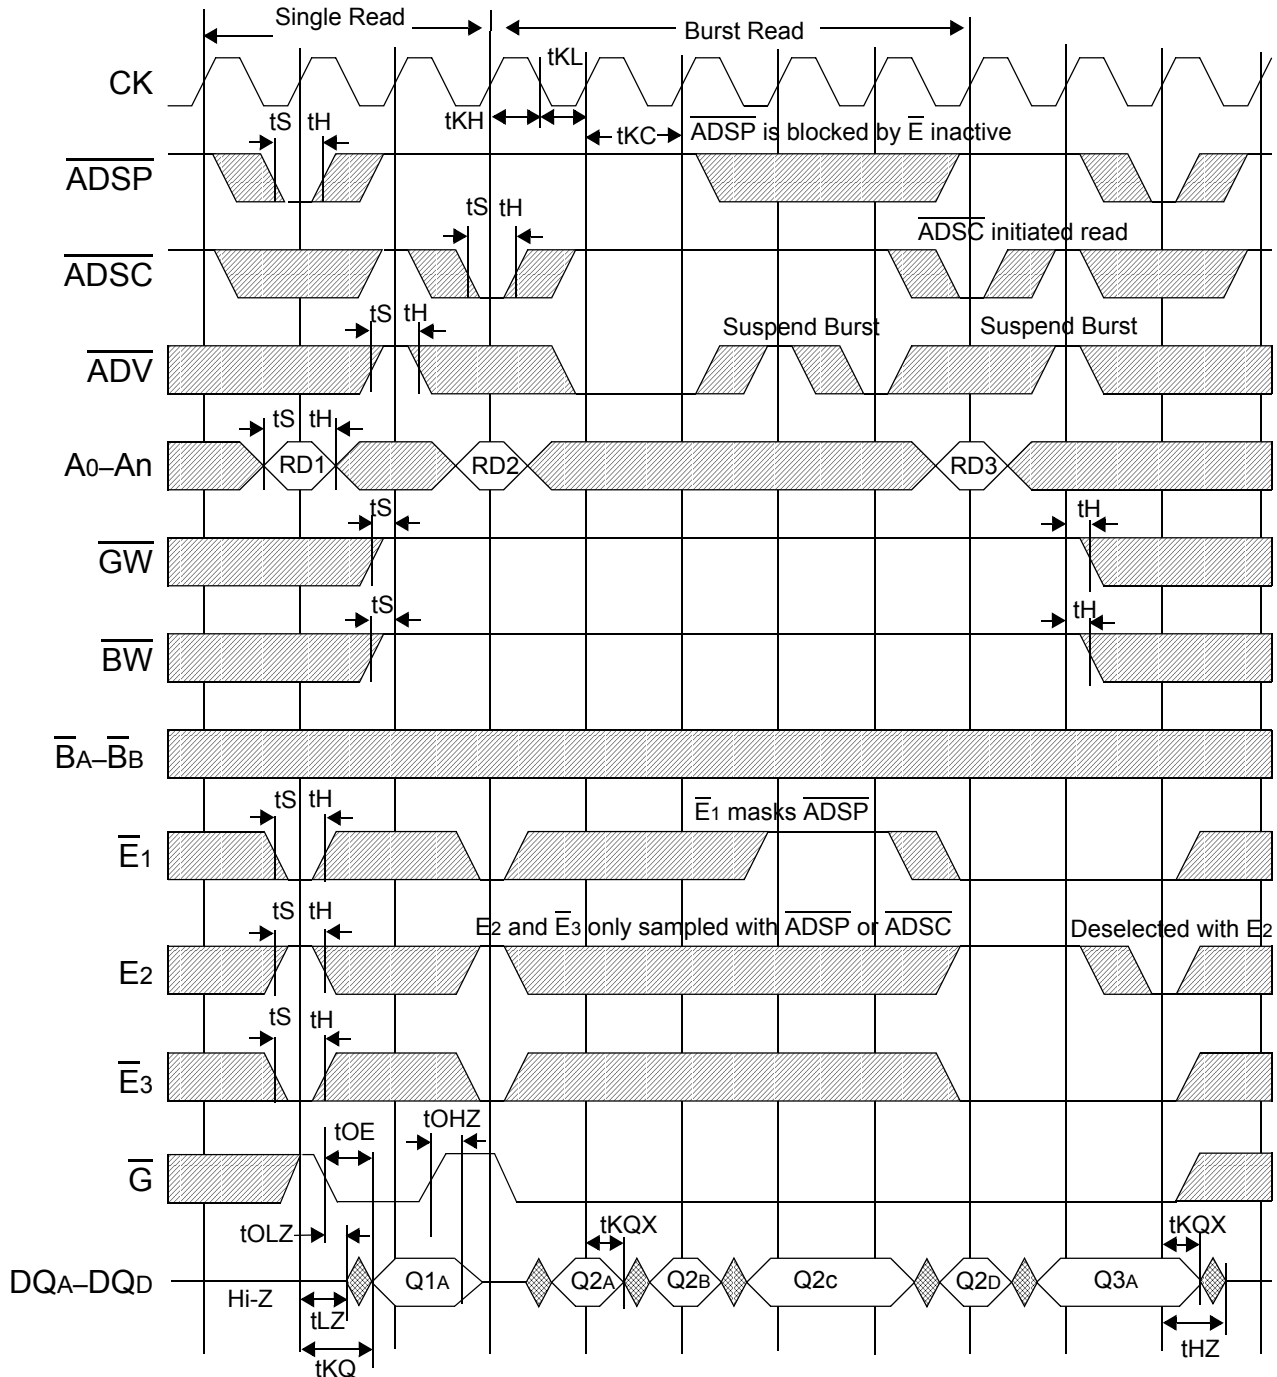 Single Read
Burst Read
CK
tKL
tS tH
tKH
tKC
ADSP is blocked by E inactive
ADSP
tS tH
ADSC initiated read
ADSC
tS tH
Suspend Burst
Suspend Burst
ADV
tS tH
A0–An
RD1
RD2
RD3
tS
tH
GW
tS
tH
BW
BA–BB
tS tH
E1 masks ADSP
E1
tS tH
E2 and E3 only sampled with ADSP or ADSC
Deselected with E2
E2
tS tH
E3
tOE
tOHZ
G
tOLZ
tKQX
tKQX
DQA–DQD
Q1A
Q2A
Q2B
Q2c
Q2D
Q3A
Hi-Z
tLZ
tHZ
tKQ